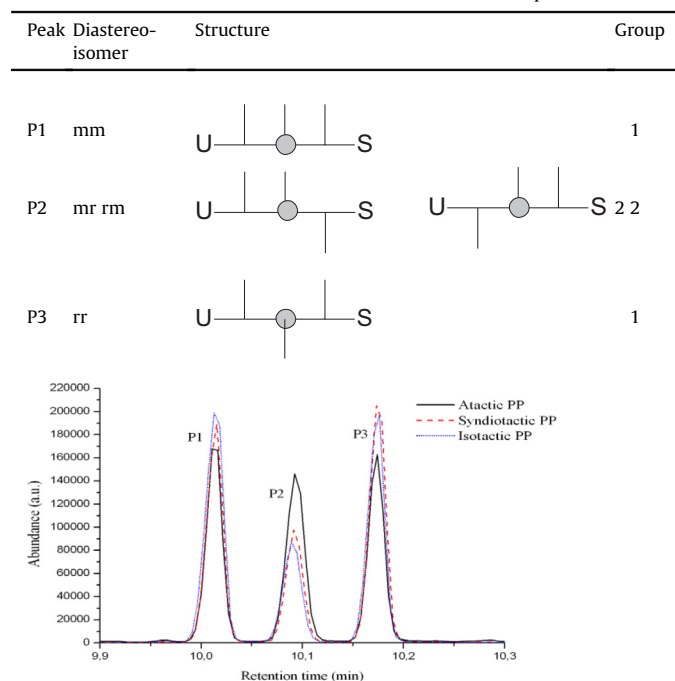 Peak Diastereo- Structure Group
isomer
P1 mm U S 1
P2 mr rm U S U S 2 2
P3 rr U S 1
220000
200000
180000
160000
140000
120000
100000
80000
60000
40000
20000
0
Abundance (a.u.)
P1
P2
P3
Atactic PP
Syndiotactic PP
Isotactic PP
9,9 10,0 10,1 10,2 10,3
Retention time (min)